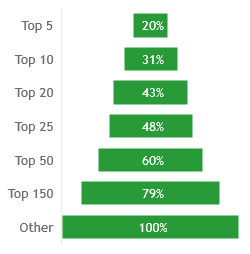 Top 5 20%
Top 10 31%
Top 20 43%
Top 25 48%
Top 50 60%
Top 150 79%
Other 100%